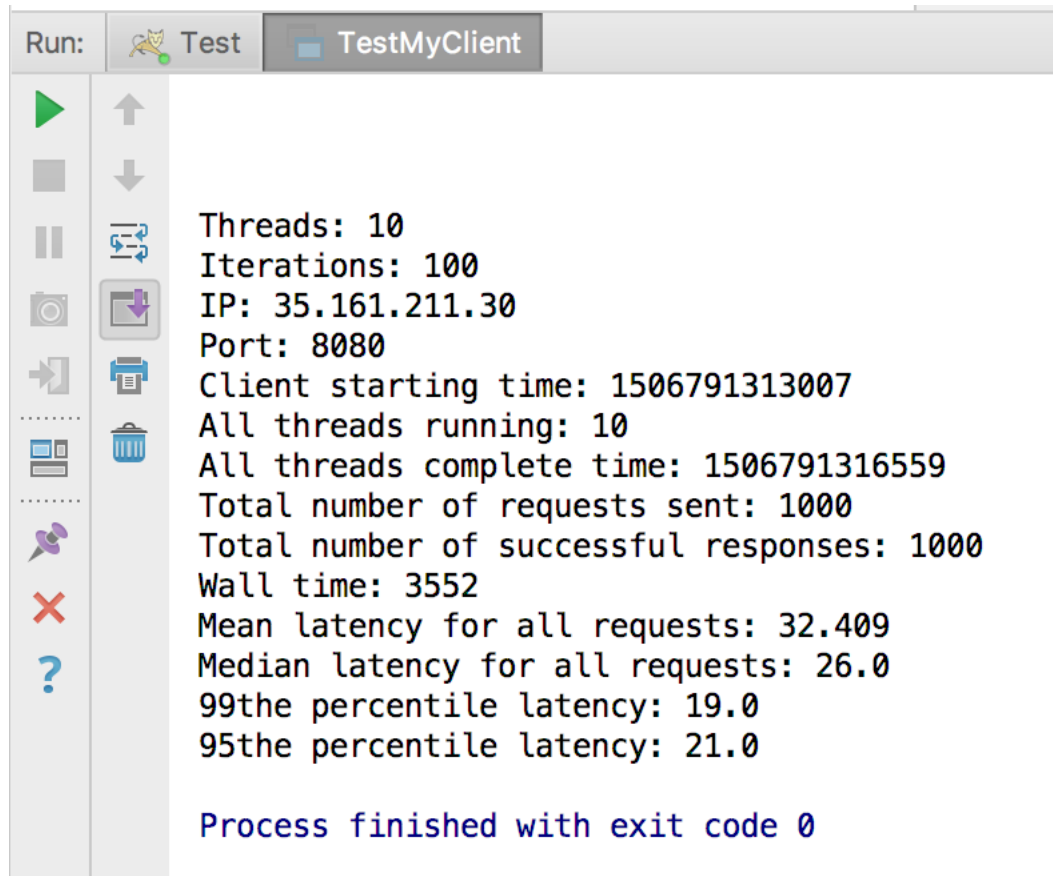 Run: Test TestMyClient
Threads: 10
Iterations: 100
IP: 35.161.211.30
Port: 8080
Client starting time: 1506791313007
All threads running: 10
All threads complete time: 1506791316559
Total number of requests sent: 1000
Total number of successful responses: 1000
Wall time: 3552
Mean latency for all requests: 32.409
Median latency for all requests: 26.0
99the percentile latency: 19.0
95the percentile latency: 21.0
Process finished with exit code 0